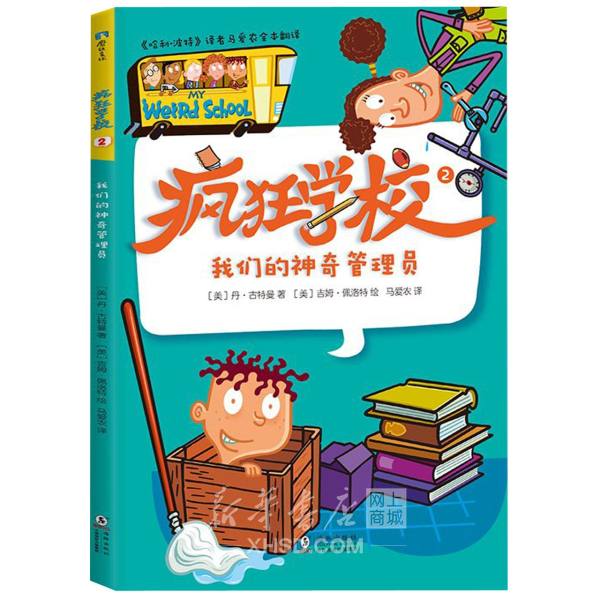 《哈利·波特》译者马爱农全本翻译
MY
WeiRd School
疯狂学校
2
我们的神奇管理员
[美]丹·古特曼 著 [美]吉姆·佩洛特 绘 马爱农 译
疯狂学校
2
我们的神奇管理员
[美]丹·古特曼 著 [美]吉姆·佩洛特 绘 马爱农 译
新华书店
网上
商城
XHSD.COM